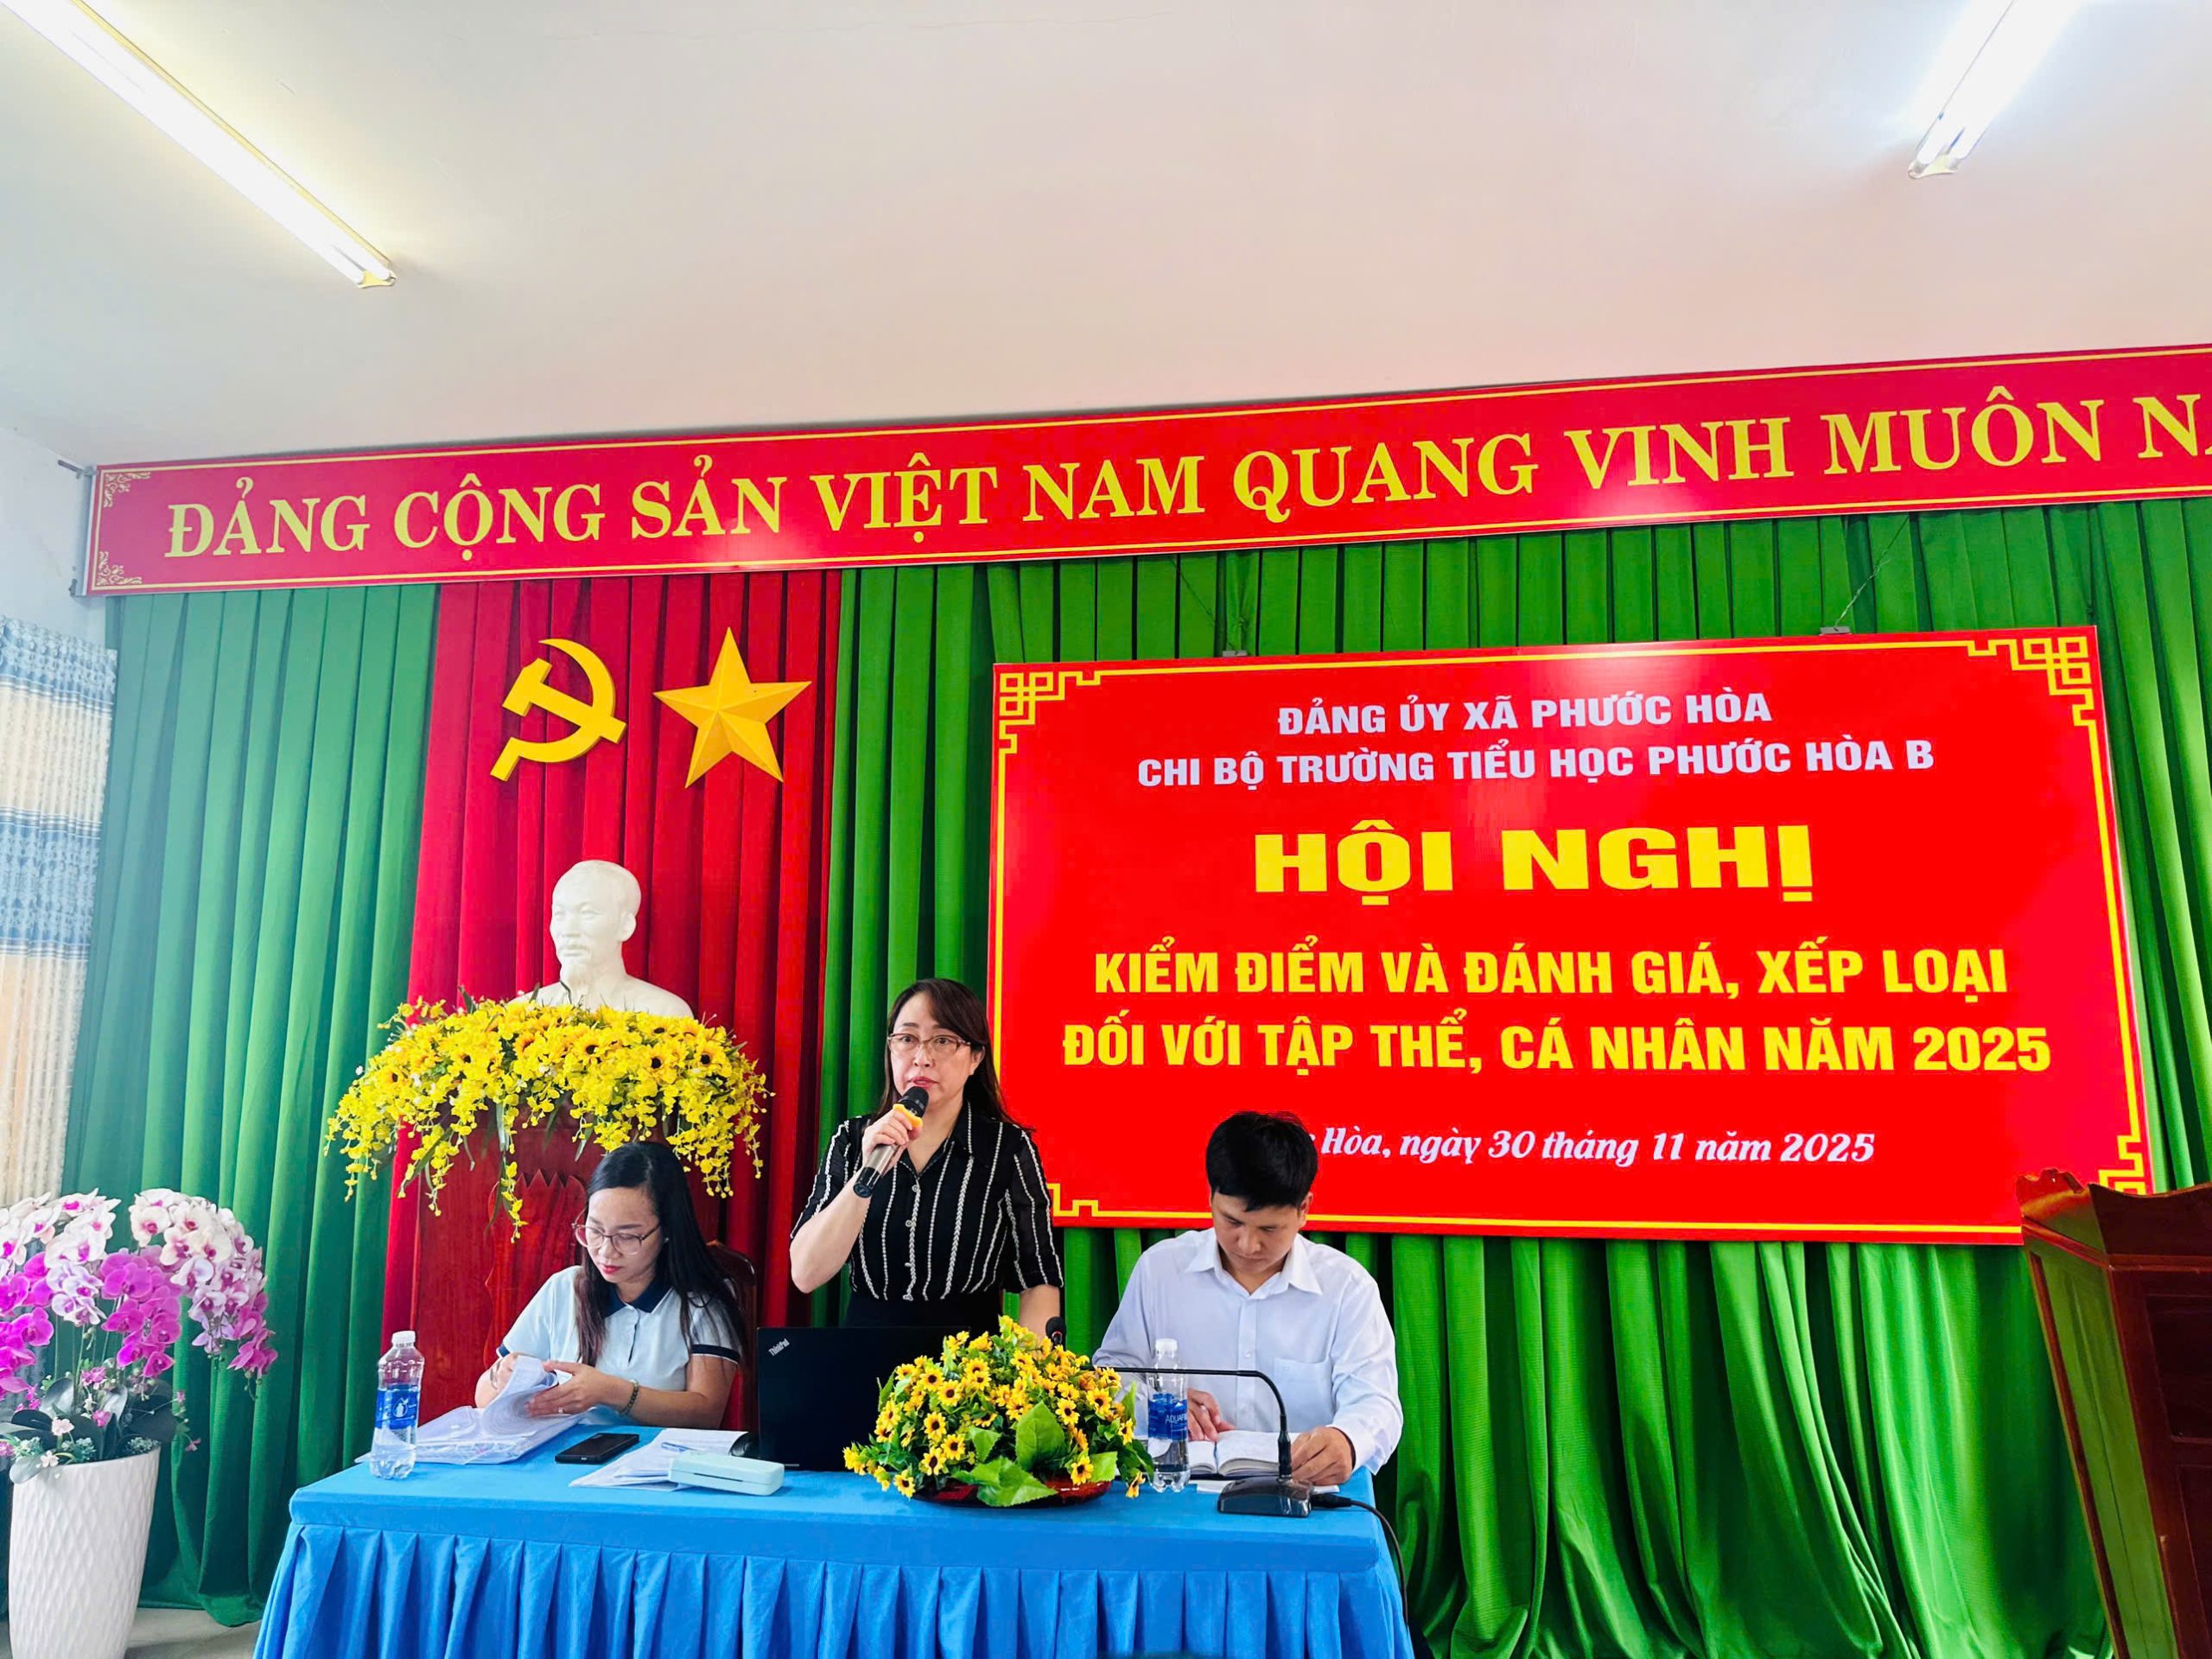 ĐẢNG CỘNG SẢN VIỆT NAM QUANG VINH MUÔN
ĐẢNG ỦY XÃ PHƯỚC HÒA
CHI BỘ TRƯỜNG TIỂU HỌC PHƯỚC HÒA B
HỘI NGHỊ
KIỂM ĐIỂM VÀ ĐÁNH GIÁ, XẾP LOẠI
ĐỐI VỚI TẬP THỂ, CÁ NHÂN NĂM 2025
Hòa, ngày 30 tháng 11 năm 2025
ThinkPad